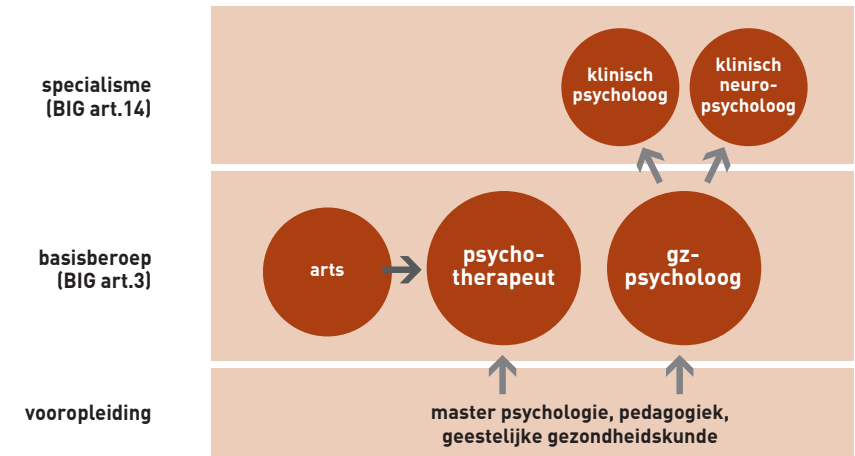 specialisme
(BIG art.14)
klinisch
psycholoog
klinisch
neuro-
psycholoog
basisberoep
(BIG art.3)
arts
psycho-
therapeut
gz-
psycholoog
vooropleiding
master psychologie, pedagogiek,
geestelijke gezondheidskunde